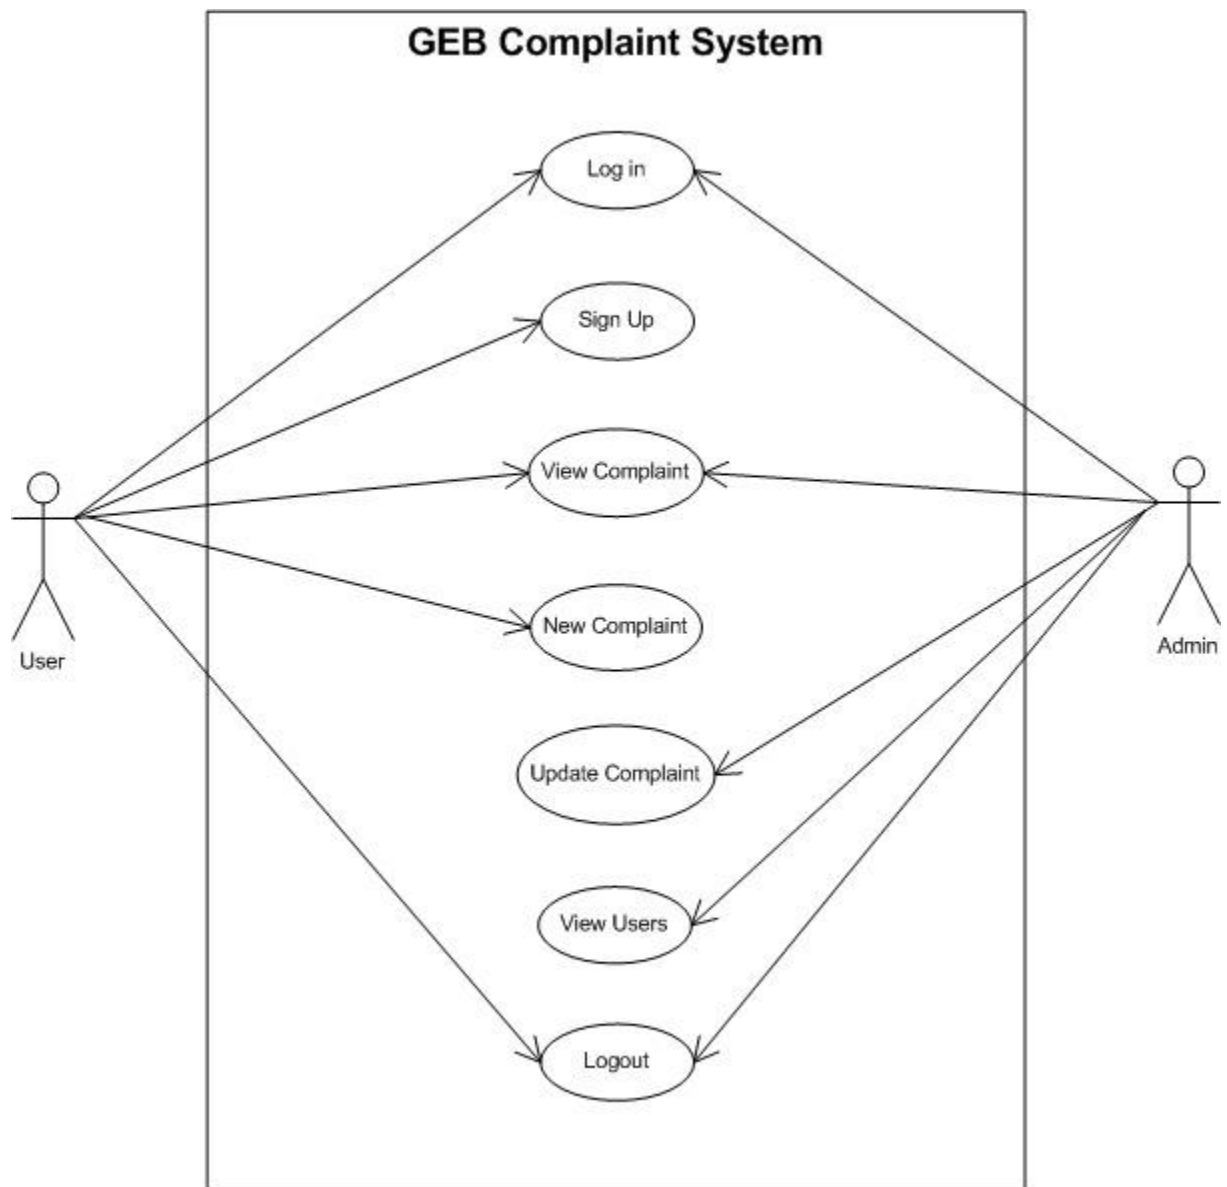 GEB Complaint System
Log in
Sign Up
View Complaint
New Complaint
User
Admin
Update Complaint
View Users
Logout